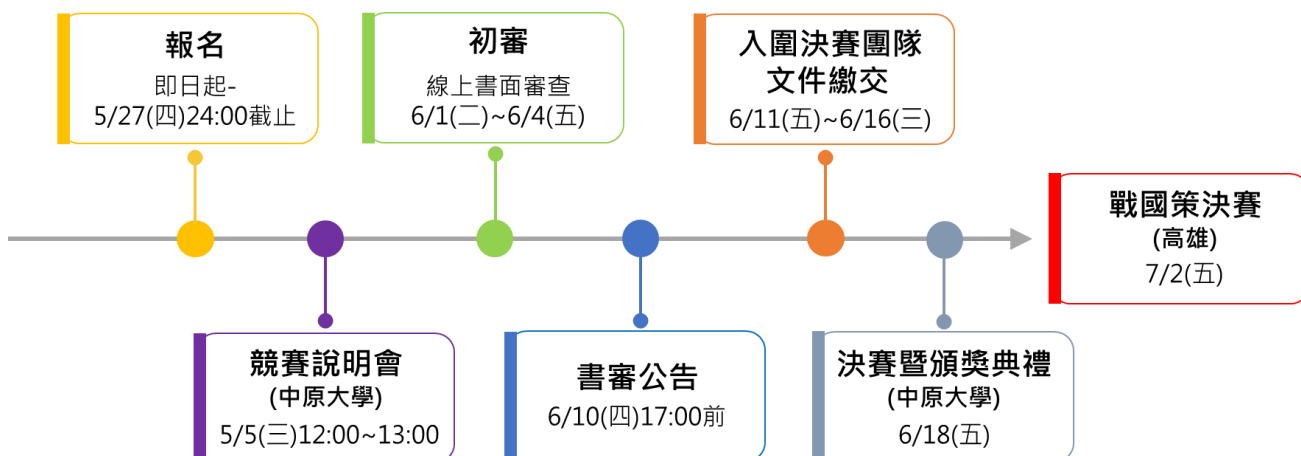 報名
即日起-
5/27(四)24:00截止
初審
線上書面審查
6/1(二)~6/4(五)
入圍決賽團隊
文件繳交
6/11(五)~6/16(三)
戰國策決賽
(高雄)
7/2(五)
競賽說明會
(中原大學)
5/5(三)12:00~13:00
書審公告
6/10(四)17:00前
決賽暨頒獎典禮
(中原大學)
6/18(五)